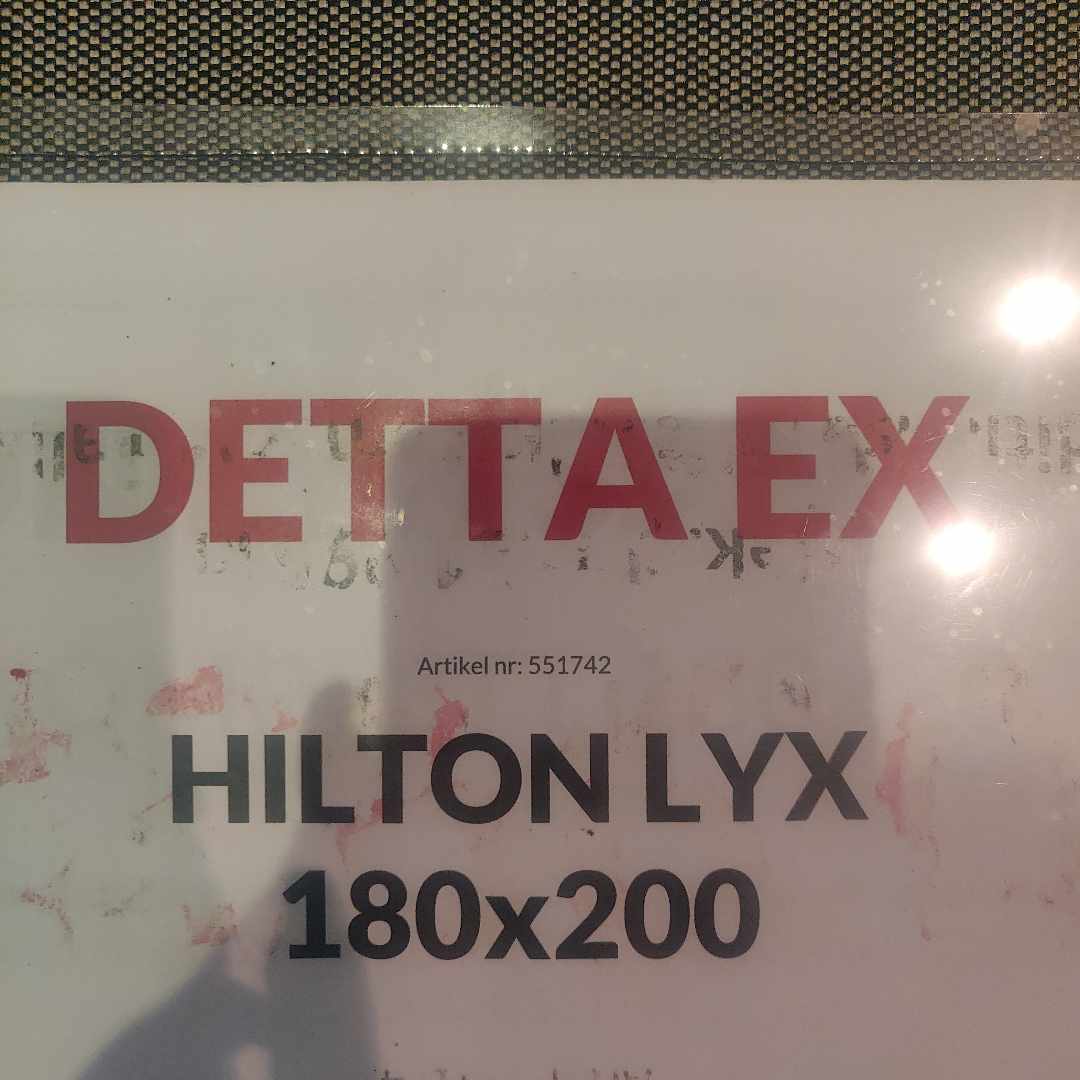 DETTA EX
Artikel nr: 551742
HILTON LYX
180x200